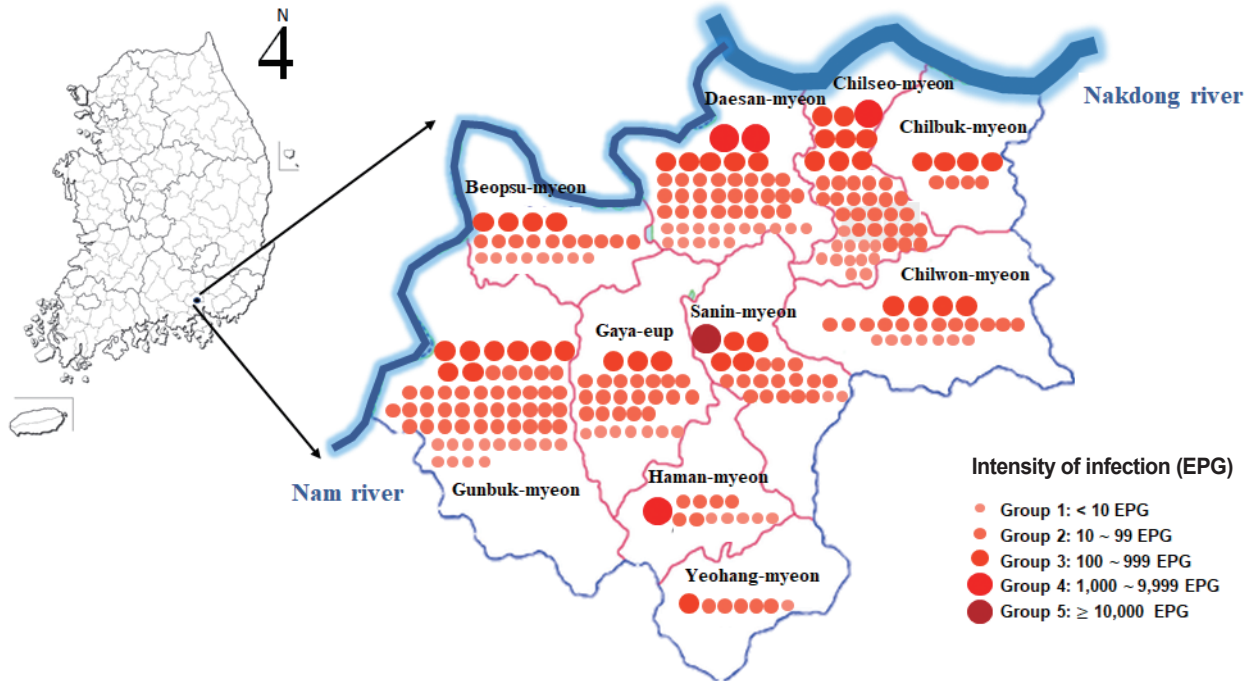 N
4
Daesan-myeon
Chilseo-myeon
Nakdong river
Chilbuk-myeon
Beopsu-myeon
Chilwon-myeon
Sanin-myeon
Gaya-eup
Nam river
Gunbuk-myeon
Haman-myeon
Yeohang-myeon
Intensity of infection (EPG)
Group 1: < 10 EPG
Group 2: 10 ~ 99 EPG
Group 3: 100 ~ 999 EPG
Group 4: 1,000 ~ 9,999 EPG
Group 5: ≥ 10,000 EPG